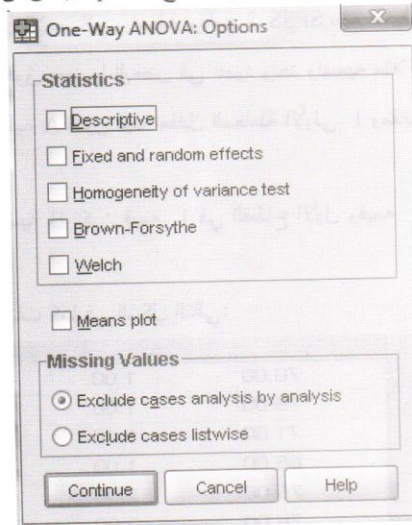 One-Way ANOVA: Options
Statistics
Descriptive
Fixed and random effects
Homogeneity of variance test
Brown-Forsythe
Welch
Means plot
Missing Values
Exclude cases analysis by analysis
Exclude cases listwise
Continue Cancel Help